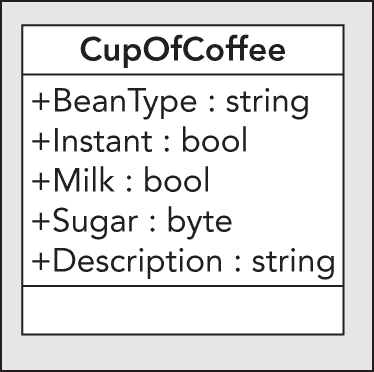 CupOfCoffee
+BeanType : string
+Instant : bool
+Milk : bool
+Sugar : byte
+Description : string